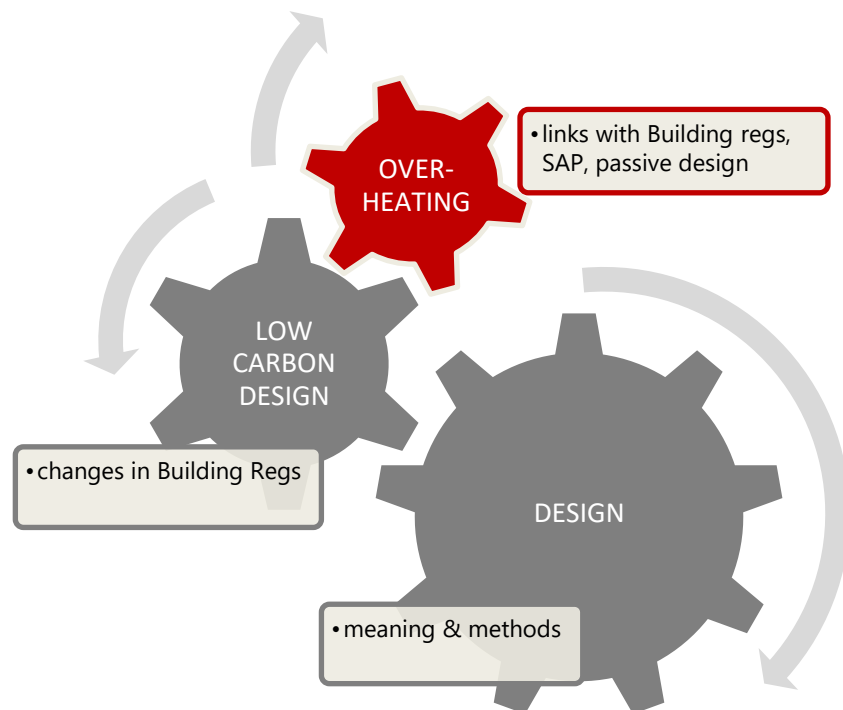 OVER-
HEATING
•links with Building regs,
SAP, passive design
LOW
CARBON
DESIGN
•changes in Building Regs
DESIGN
•meaning & methods